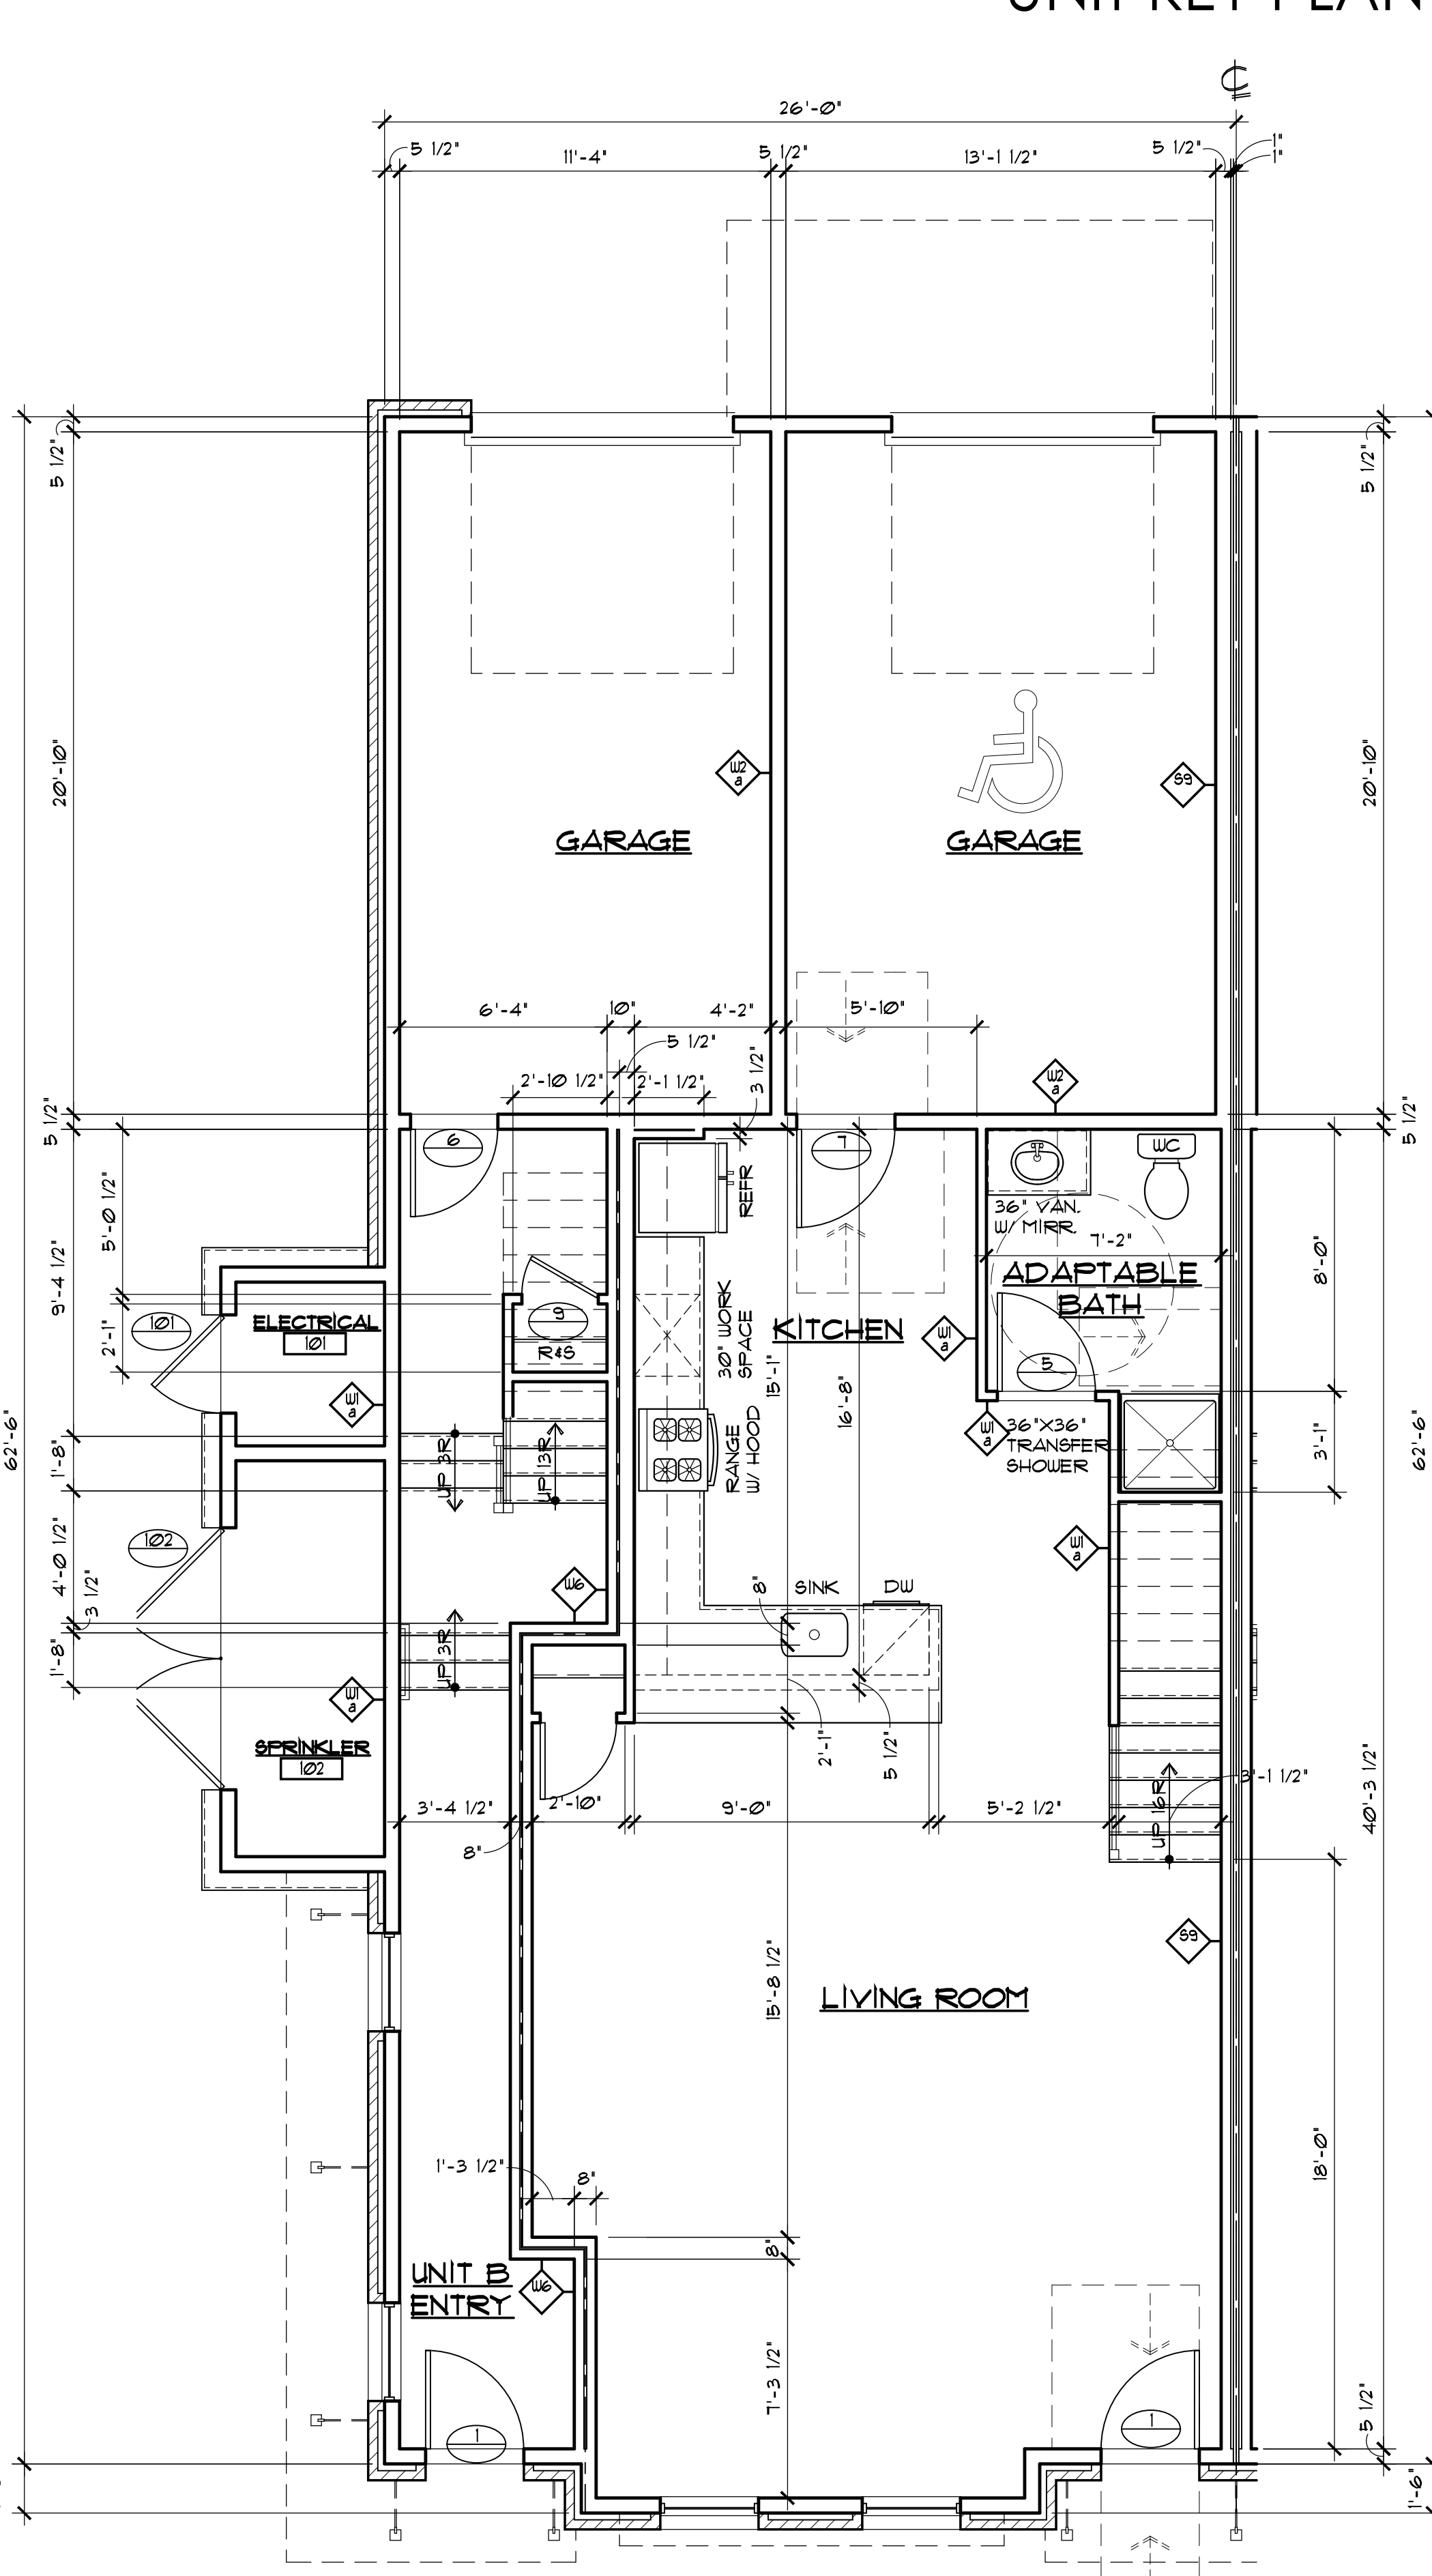 26'-0"
5 1/2"
11'-4"
5 1/2"
13'-1 1/2"
5 1/2"
1"
1"
5 1/2"
5 1/2"
20'-10"
20'-10"
W2
a
S9
GARAGE
GARAGE
6'-4"
10"
4'-2"
5'-10"
5 1/2"
2'-10 1/2"
2'-1 1/2"
3 1/2"
W2
a
5 1/2"
5 1/2"
6
7
WC
REFR
36" VAN.
W/ MIRR.
7'-2"
5'-0 1/2"
9'-4 1/2"
2'-1"
8'-0"
ADAPTABLE
BATH
101
ELECTRICAL
101
9
R&S
30" WORK
SPACE
KITCHEN
W1
a
15'-1"
16'-8"
5
W1
a
W1
a
36"X36"
TRANSFER
SHOWER
RANGE
W/ HOOD
62'-6"
62'-6"
1'-8"
3'-1"
UP 3R
UP 13R
102
W1
a
4'-0 1/2"
3 1/2"
W6
8"
SINK
DW
1'-8"
UP 3R
W1
a
SPRINKLER
102
2'-1"
5 1/2"
3'-1 1/2"
3'-4 1/2"
2'-10"
9'-0"
5'-2 1/2"
UP 16R
40'-3 1/2"
8"
S9
15'-8 1/2"
LIVING ROOM
18'-0"
1'-3 1/2"
8"
8"
UNIT B
ENTRY
W6
7'-3 1/2"
1
1
5 1/2"
1'-6"